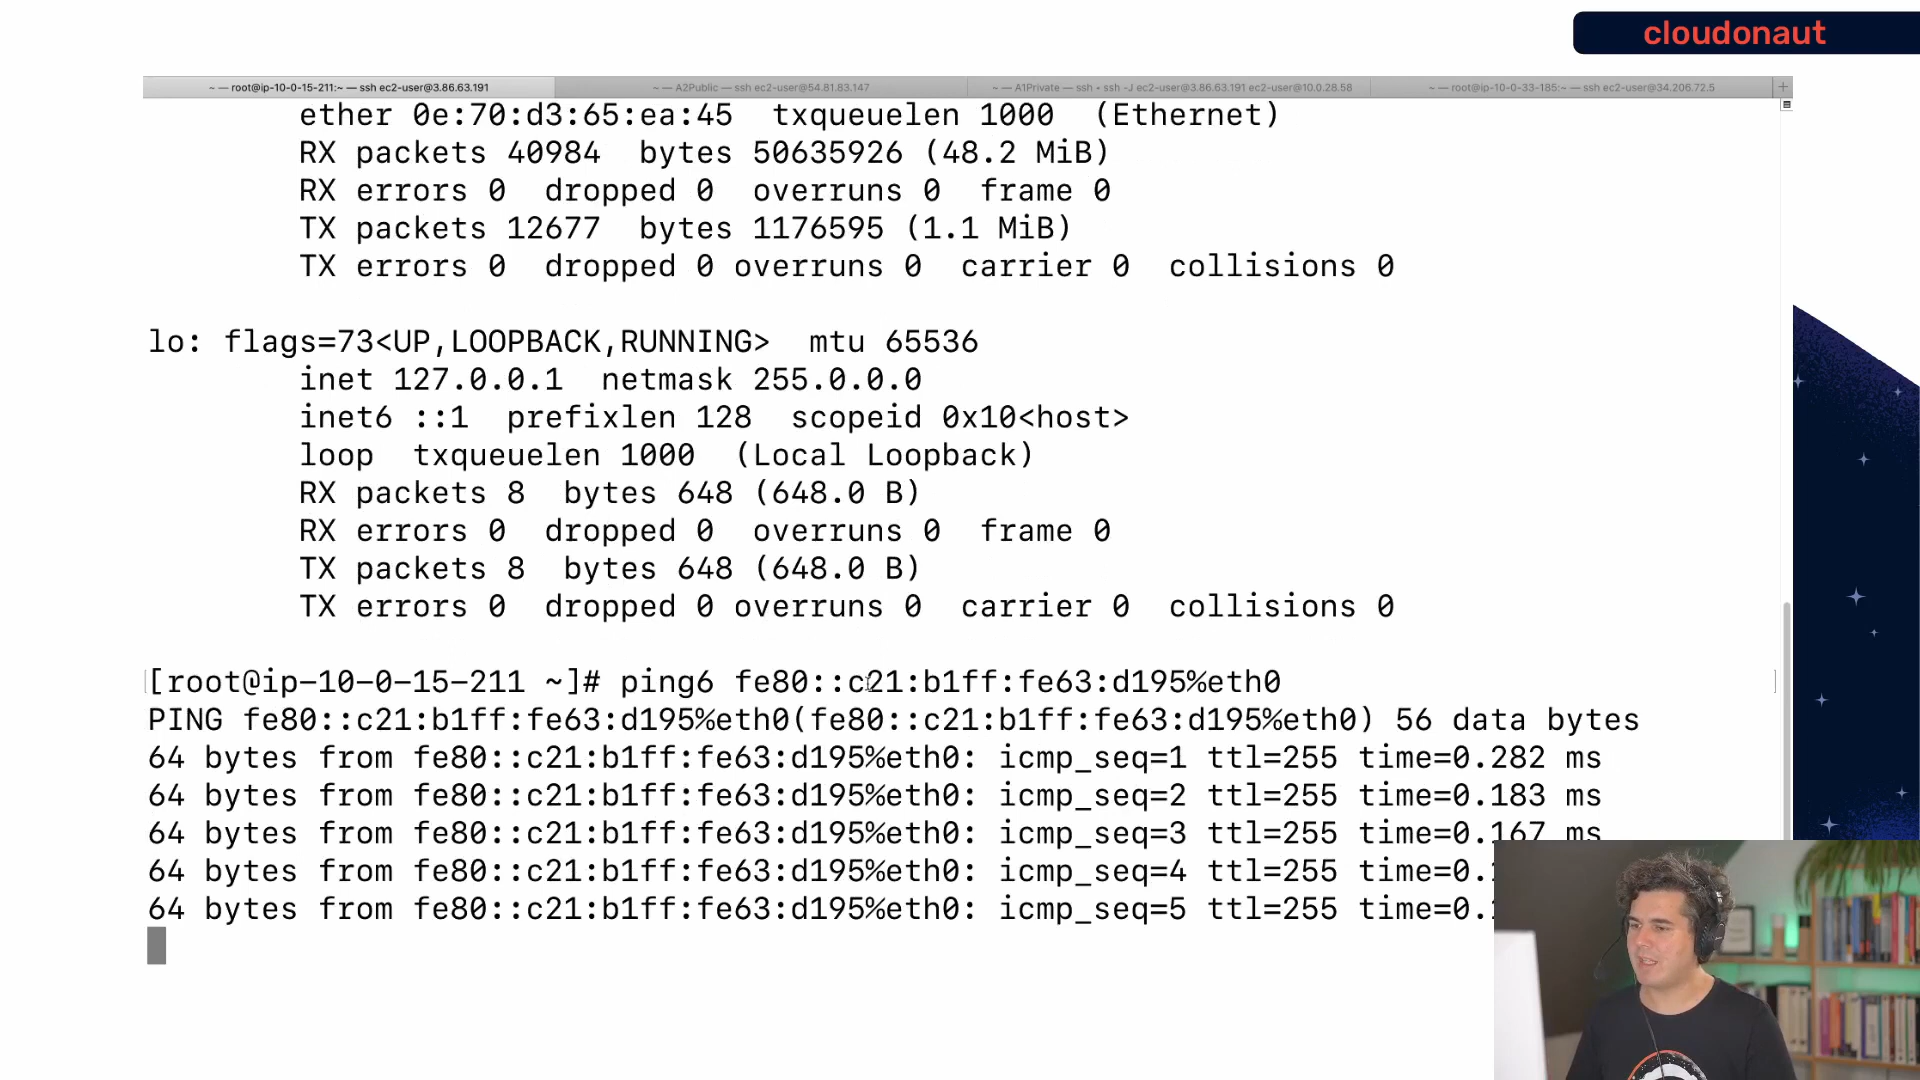 cloudonaut
~ — root@ip-10-0-15-211:~ — ssh ec2-user@3.86.63.191
~ — A2Public — ssh ec2-user@54.81.83.147
~ — A1Private — ssh • ssh -J ec2-user@3.86.63.191 ec2-user@10.0.28.58
~ — root@ip-10-0-33-185:~ — ssh ec2-user@34.206.72.5
+
ether 0e:70:d3:65:ea:45  txqueuelen 1000  (Ethernet)
RX packets 40984  bytes 50635926 (48.2 MiB)
RX errors 0  dropped 0  overruns 0  frame 0
TX packets 12677  bytes 1176595 (1.1 MiB)
TX errors 0  dropped 0 overruns 0  carrier 0  collisions 0
lo: flags=73<UP,LOOPBACK,RUNNING>  mtu 65536
inet 127.0.0.1  netmask 255.0.0.0
inet6 ::1  prefixlen 128  scopeid 0x10<host>
loop  txqueuelen 1000  (Local Loopback)
RX packets 8  bytes 648 (648.0 B)
RX errors 0  dropped 0  overruns 0  frame 0
TX packets 8  bytes 648 (648.0 B)
TX errors 0  dropped 0 overruns 0  carrier 0  collisions 0
[root@ip-10-0-15-211 ~]# ping6 fe80::c21:b1ff:fe63:d195%eth0
PING fe80::c21:b1ff:fe63:d195%eth0(fe80::c21:b1ff:fe63:d195%eth0) 56 data bytes
64 bytes from fe80::c21:b1ff:fe63:d195%eth0: icmp_seq=1 ttl=255 time=0.282 ms
64 bytes from fe80::c21:b1ff:fe63:d195%eth0: icmp_seq=2 ttl=255 time=0.183 ms
64 bytes from fe80::c21:b1ff:fe63:d195%eth0: icmp_seq=3 ttl=255 time=0.167 ms
64 bytes from fe80::c21:b1ff:fe63:d195%eth0: icmp_seq=4 ttl=255 time=0.
64 bytes from fe80::c21:b1ff:fe63:d195%eth0: icmp_seq=5 ttl=255 time=0.